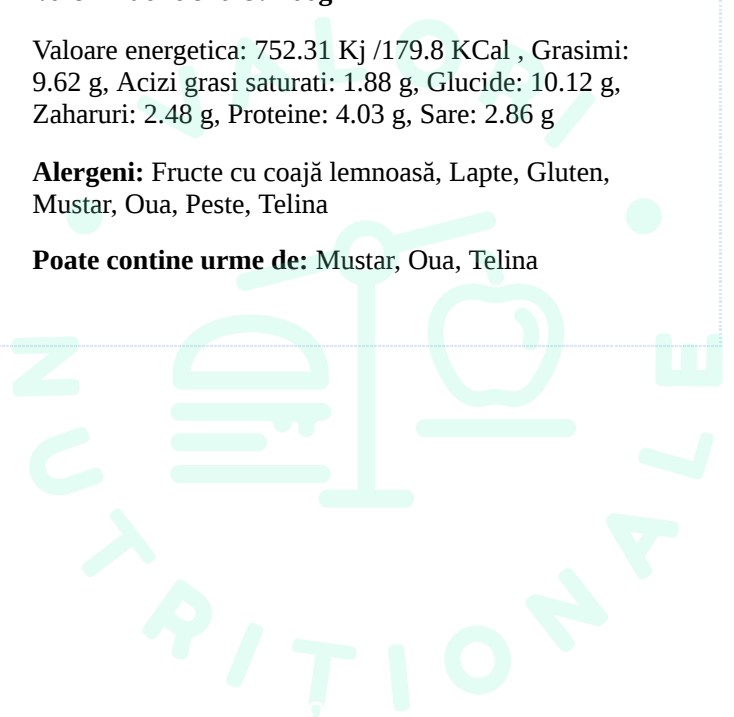 Valoare energetica: 752.31 Kj /179.8 KCal , Grasimi:
9.62 g, Acizi grasi saturati: 1.88 g, Glucide: 10.12 g,
Zaharuri: 2.48 g, Proteine: 4.03 g, Sare: 2.86 g
Alergeni: Fructe cu coajă lemnoasă, Lapte, Gluten,
Mustar, Oua, Peste, Telina
Poate contine urme de: Mustar, Oua, Telina
VALORI
NUTRIȚIONALE